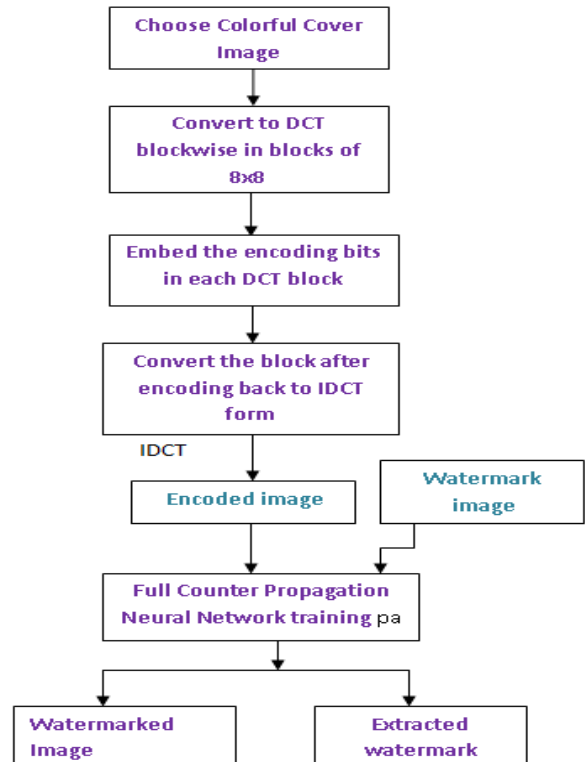 Choose Colorful Cover
Image
Convert to DCT
blockwise in blocks of
8x8
Embed the encoding bits
in each DCT block
Convert the block after
encoding back to IDCT
form
IDCT
Encoded image
Watermark
image
Full Counter Propagation
Neural Network training pa
Watermarked
Image
Extracted
watermark